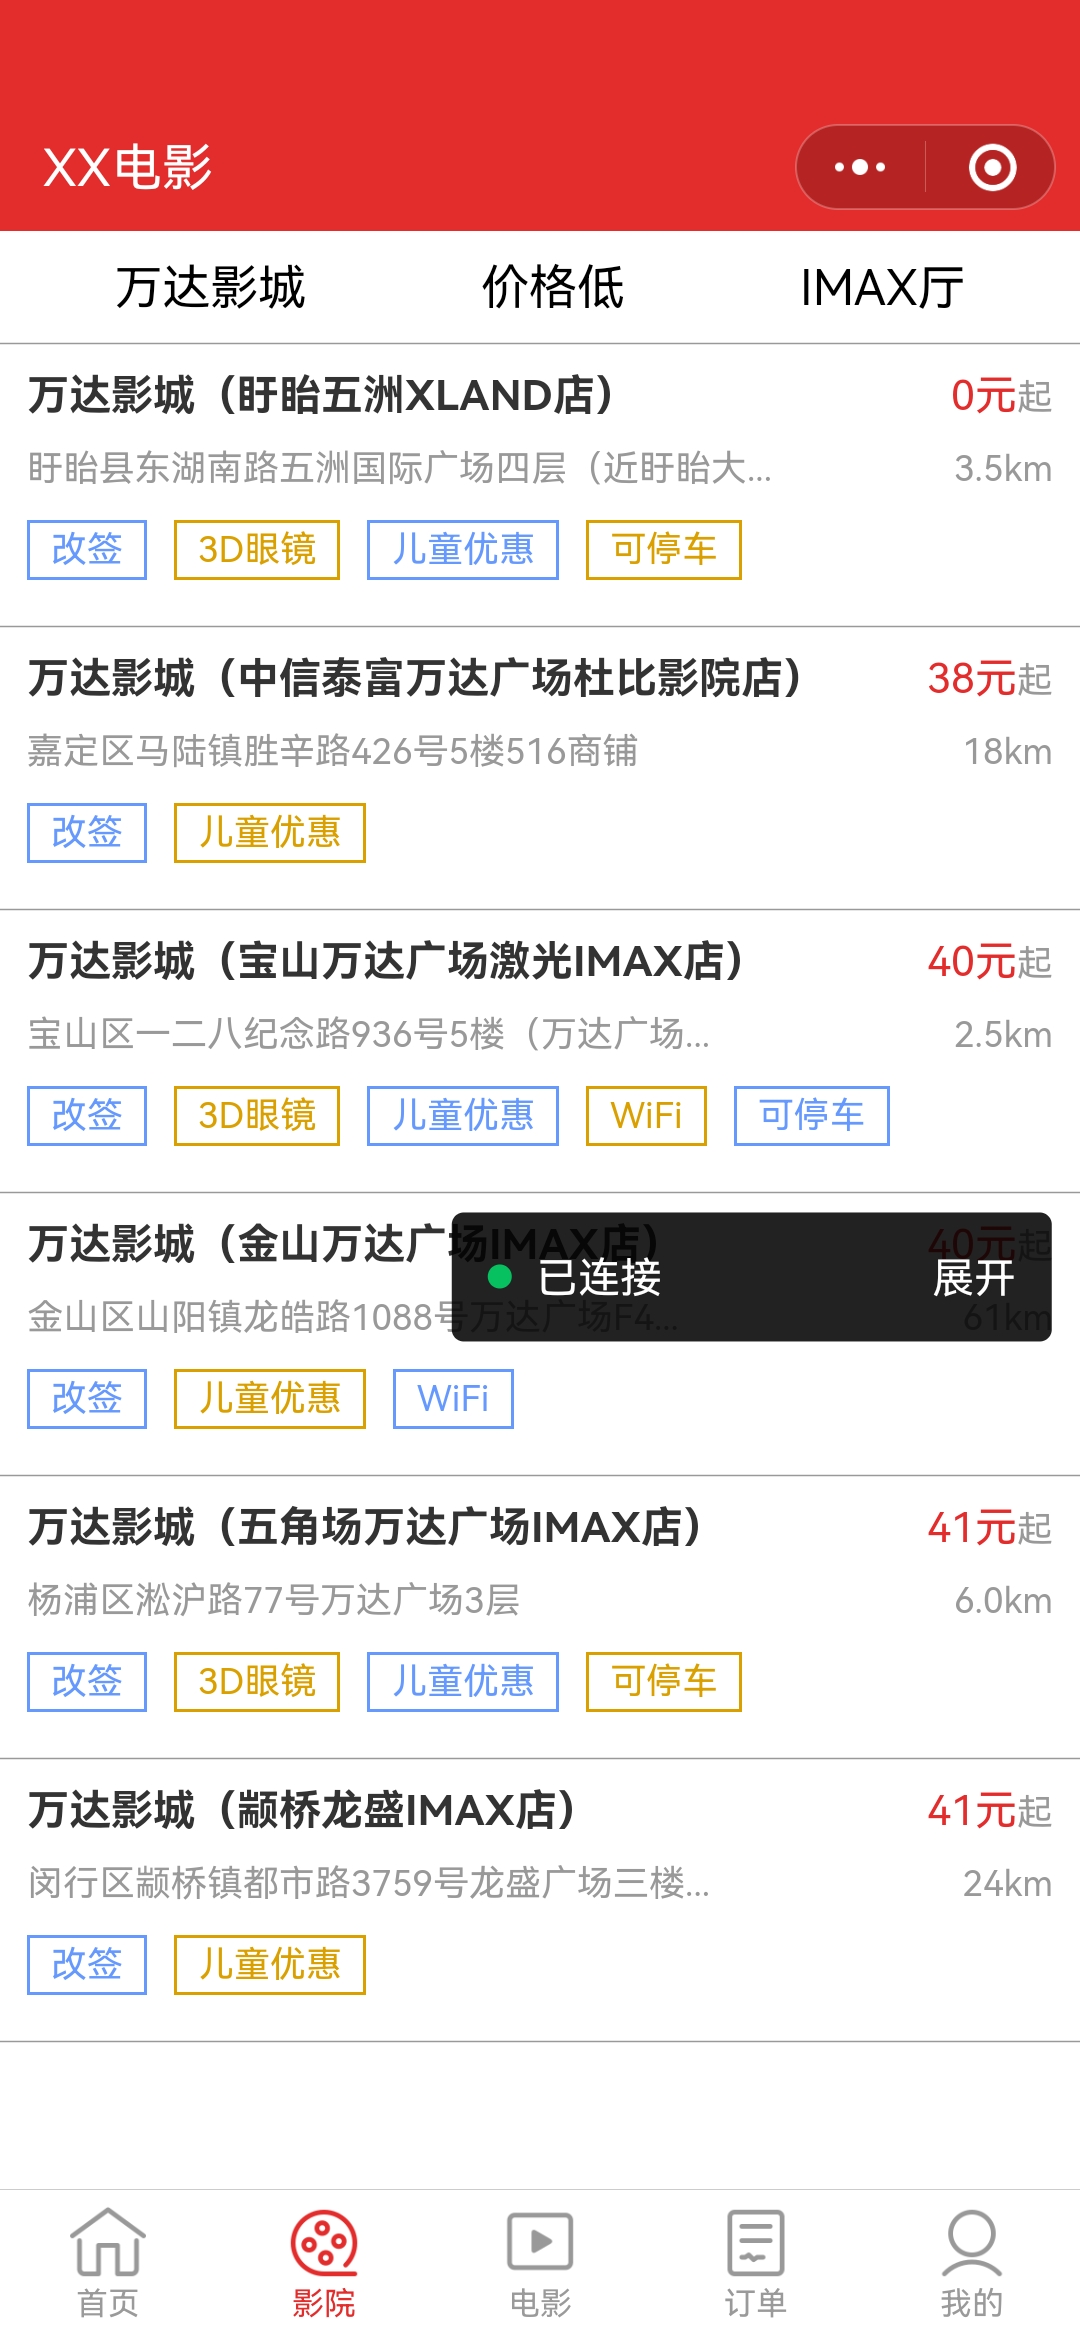 XX电影
万达影城 价格低 IMAX厅
万达影城（盱眙五洲XLAND店） 0元起
盱眙县东湖南路五洲国际广场四层（近盱眙大... 3.5km
改签 3D眼镜 儿童优惠 可停车
万达影城（中信泰富万达广场杜比影院店） 38元起
嘉定区马陆镇胜辛路426号5楼516商铺 18km
改签 儿童优惠
万达影城（宝山万达广场激光IMAX店） 40元起
宝山区一二八纪念路936号5楼（万达广场... 2.5km
改签 3D眼镜 儿童优惠 WiFi 可停车
万达影城（金山万达广场IMAX店） 40元起
已连接 展开
金山区山阳镇龙皓路1088号万达广场F4... 61km
改签 儿童优惠 WiFi
万达影城（五角场万达广场IMAX店） 41元起
杨浦区淞沪路77号万达广场3层 6.0km
改签 3D眼镜 儿童优惠 可停车
万达影城（颛桥龙盛IMAX店） 41元起
闵行区颛桥镇都市路3759号龙盛广场三楼... 24km
改签 儿童优惠
首页 影院 电影 订单 我的